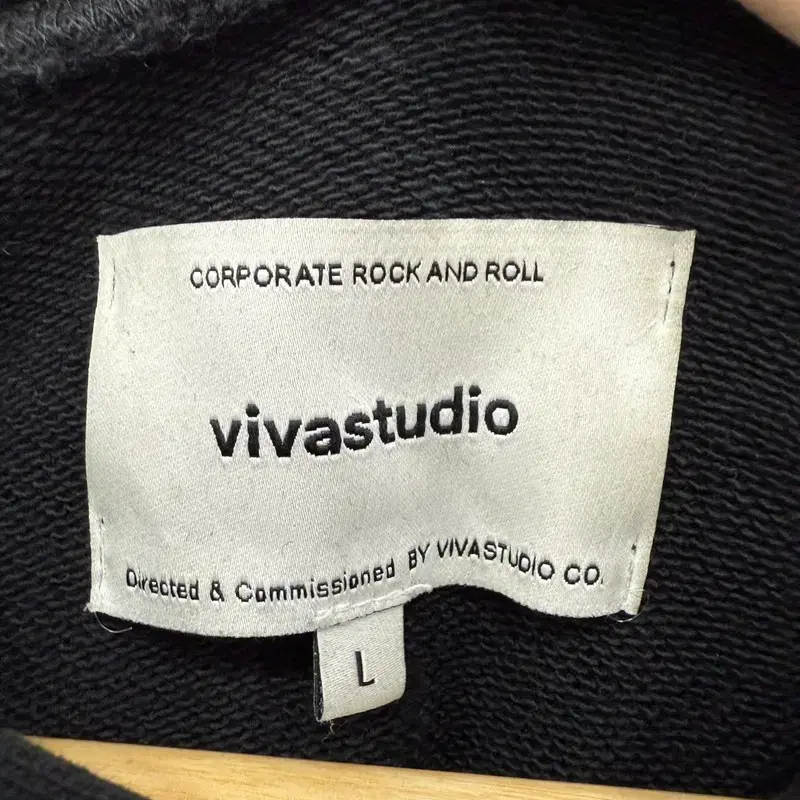 CORPORATE ROCK AND ROLL
vivastudio
Directed & Commissioned BY VIVASTUDIO CO.
L